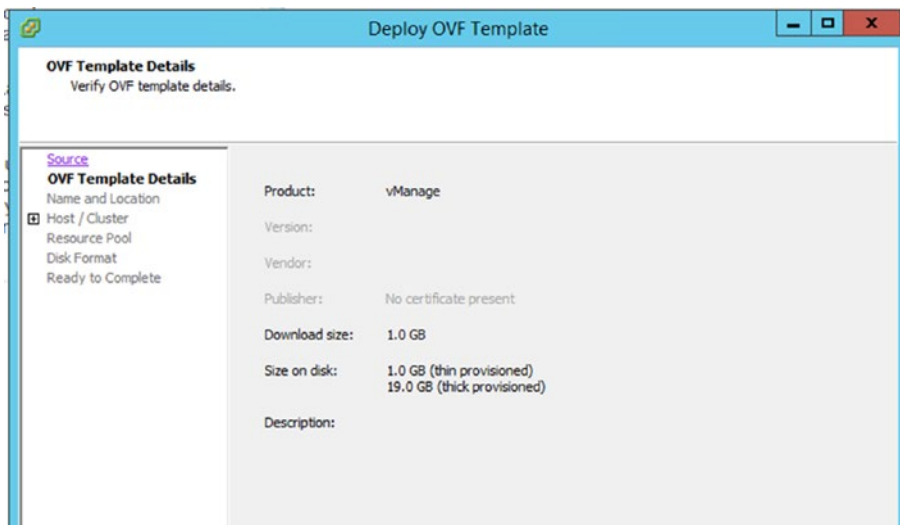 Deploy OVF Template
OVF Template Details
Verify OVF template details.
Source
OVF Template Details
Name and Location
Host / Cluster
Resource Pool
Disk Format
Ready to Complete
Product: vManage
Version:
Vendor:
Publisher: No certificate present
Download size: 1.0 GB
Size on disk: 1.0 GB (thin provisioned)
19.0 GB (thick provisioned)
Description: